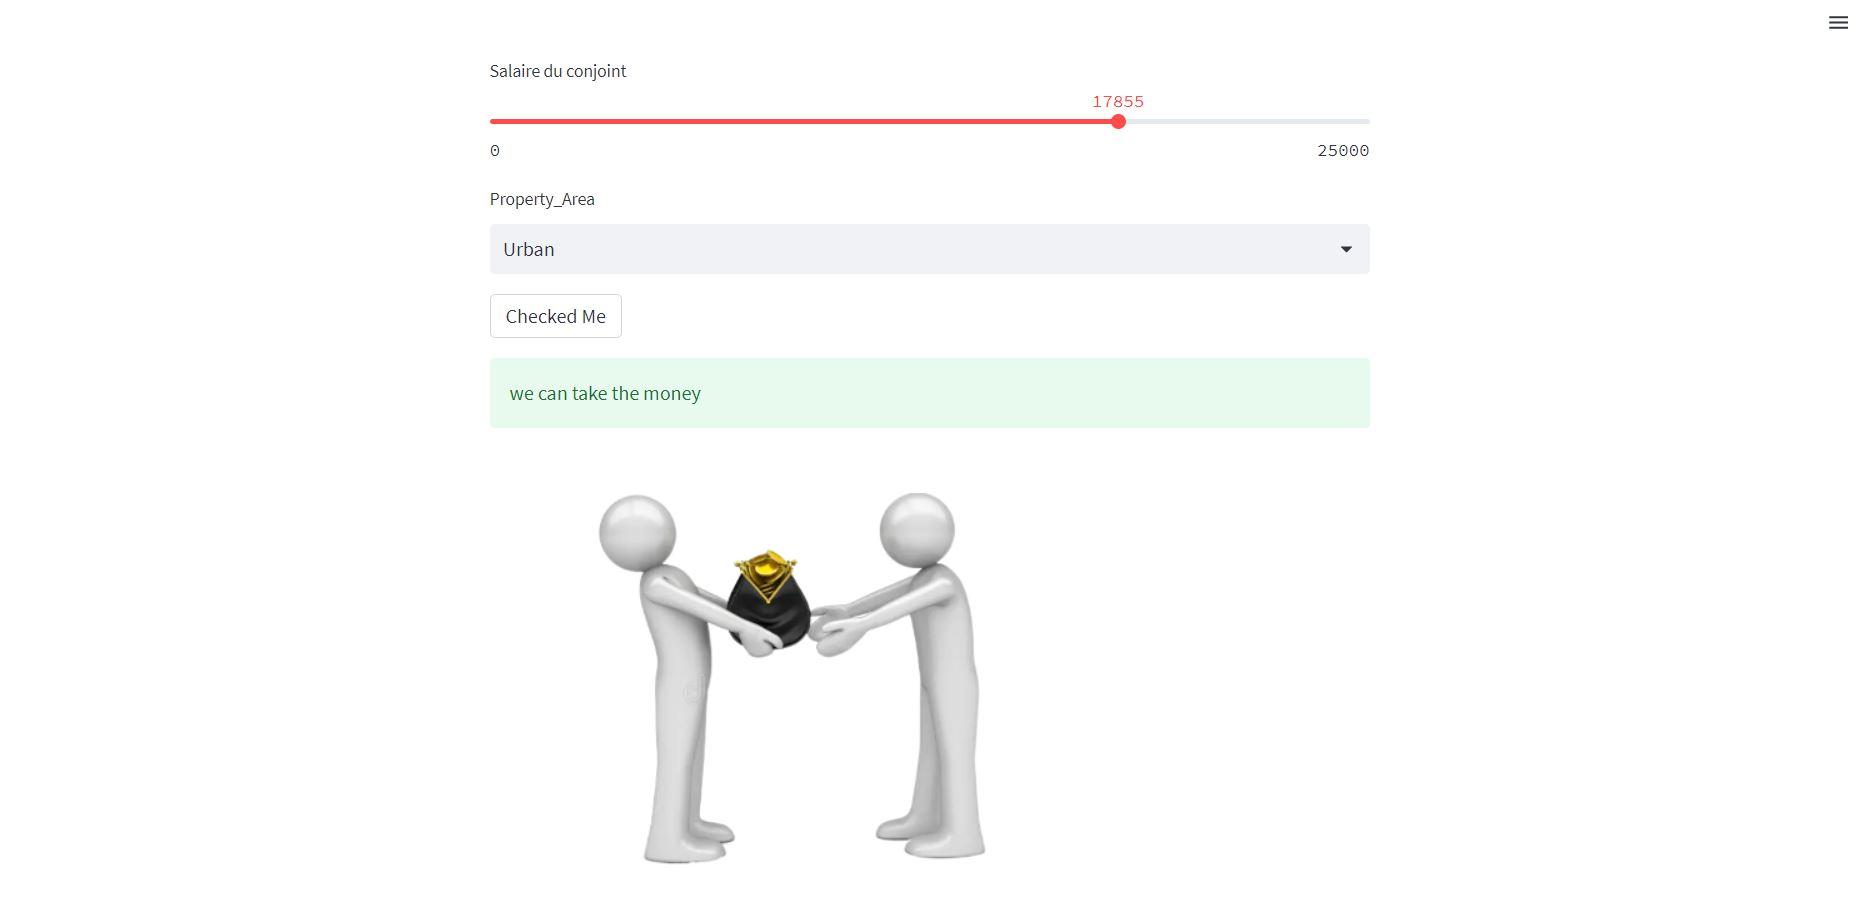 Salaire du conjoint
17855
0
25000
Property_Area
Urban
Checked Me
we can take the money